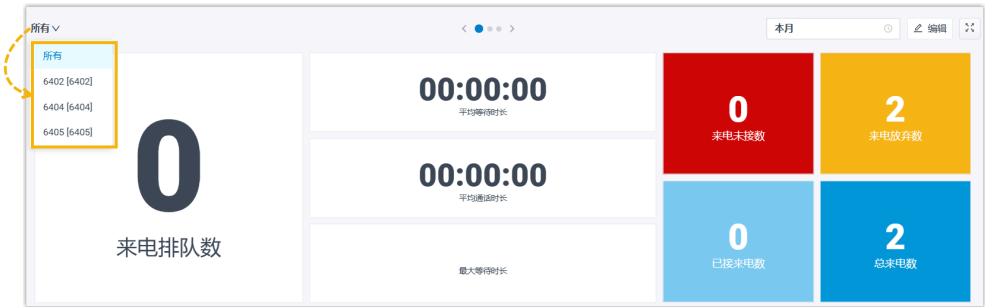 所有
本月
编辑
所有
6402 [6402]
6404 [6404]
6405 [6405]
0
来电排队数
00:00:00
平均等待时长
00:00:00
平均通话时长
最大等待时长
0
来电未接数
2
来电放弃数
0
已接来电数
2
总来电数